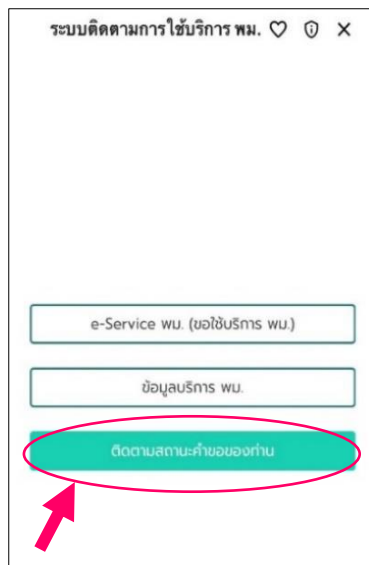 ระบบติดตามการใช้บริการ พม.
e-Service พม. (ขอใช้บริการ พม.)
ข้อมูลบริการ พม.
ติดตามสถานะคำขอของท่าน